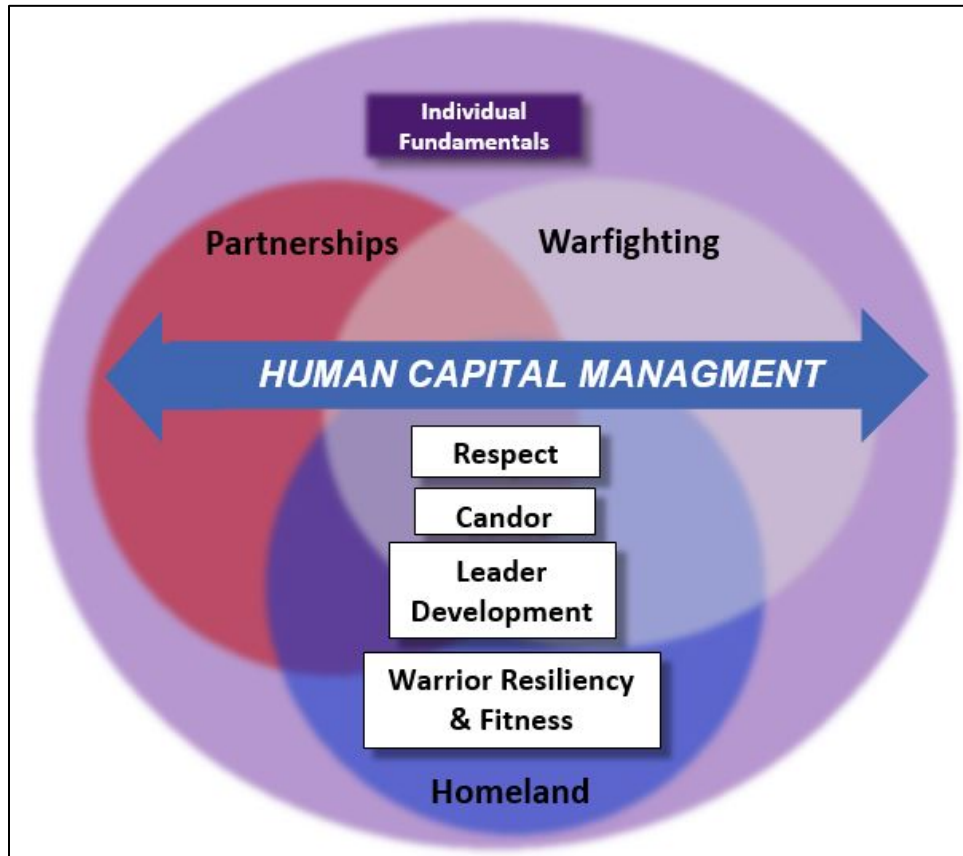 Individual
Fundamentals
Partnerships
Warfighting
HUMAN CAPITAL MANAGMENT
Respect
Candor
Leader
Development
Warrior Resiliency
& Fitness
Homeland